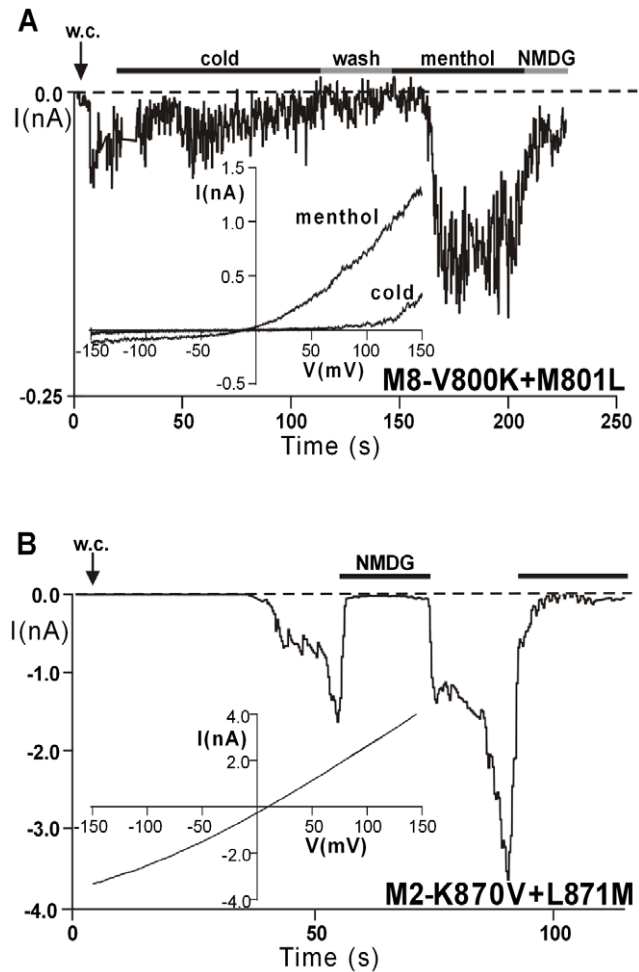 A
w.c.
cold wash menthol NMDG
0.0
I(nA)
1.5
I(nA)
1.0
menthol
0.5
cold
-150 -100 -50 50 100 150
V(mV)
-0.5
M8-V800K+M801L
-0.25
0 50 100 150 200 250
Time (s)
B
w.c.
NMDG
0.0
I(nA)
-1.0
4.0
I(nA)
2.0
-2.0
-150 -100 -50 50 100 150
V(mV)
-3.0
-2.0
-4.0
M2-K870V+L871M
-4.0
0 50 100
Time (s)